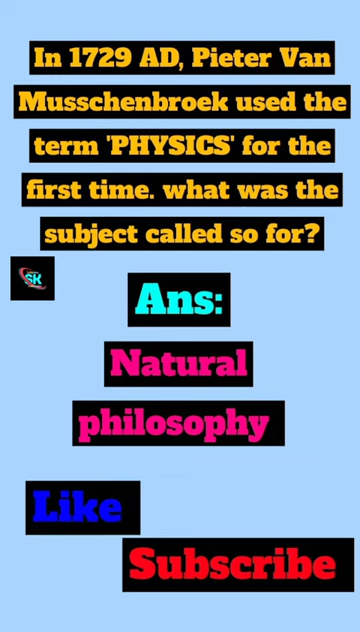 In 1729 AD, Pieter Van
Musschenbroek used the
term 'PHYSICS' for the
first time. what was the
subject called so for?
SK
Ans:
Natural
philosophy
Like
Subscribe